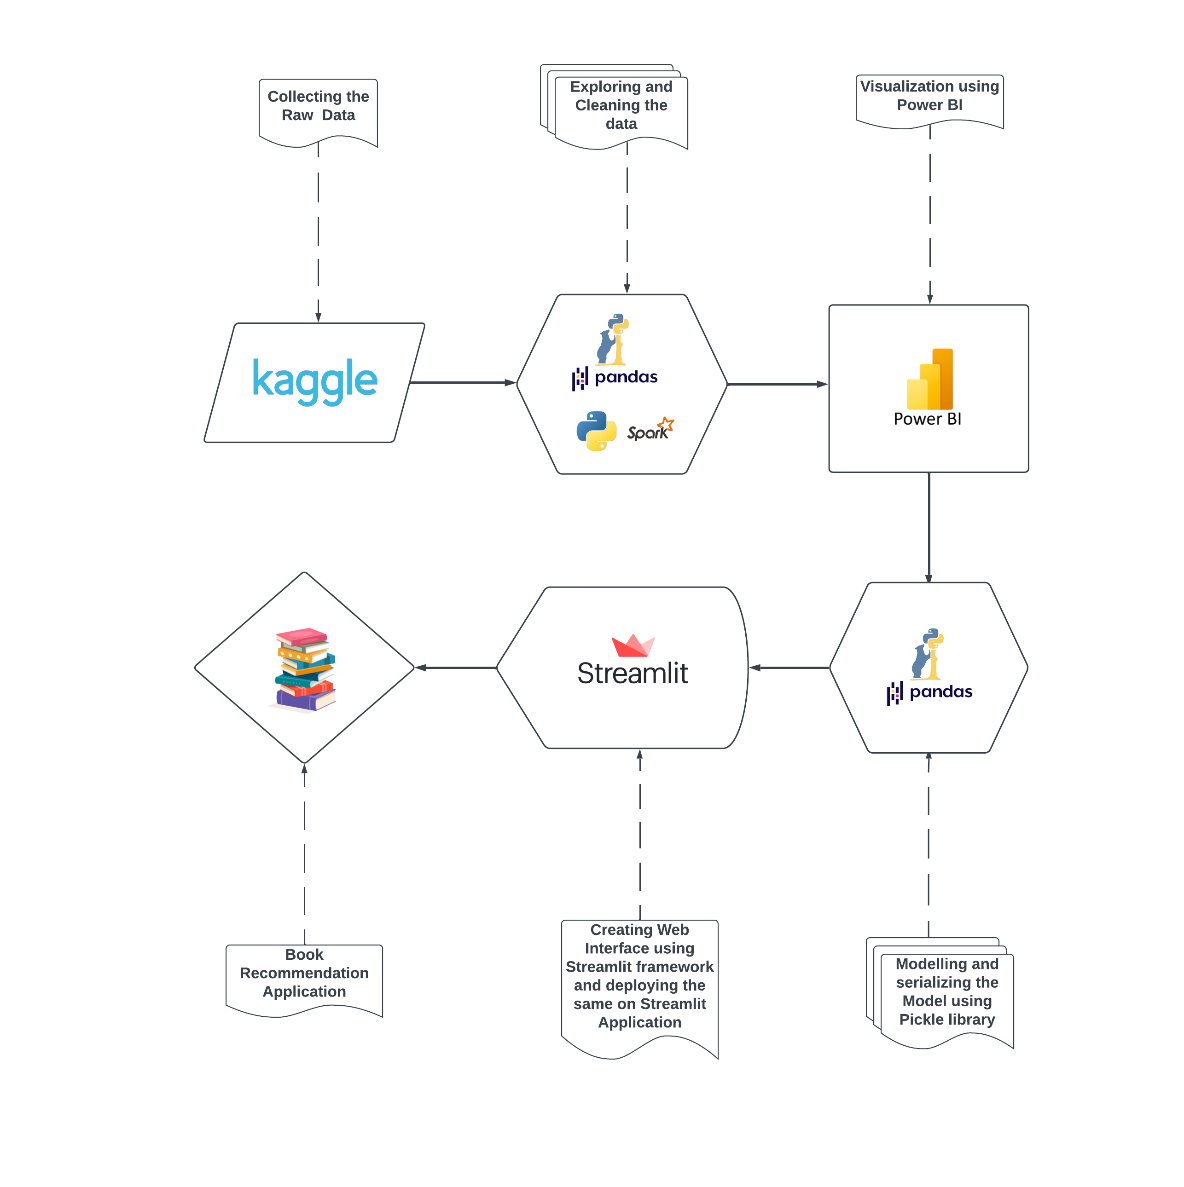 Collecting the
Raw  Data
Exploring and
Cleaning the
data
Visualization using
Power BI
kaggle
pandas
Spark
Power BI
Streamlit
pandas
Book
Recommendation
Application
Creating Web
Interface using
Streamlit framework
and deploying the
same on Streamlit
Application
Modelling and
serializing the
Model using
Pickle library